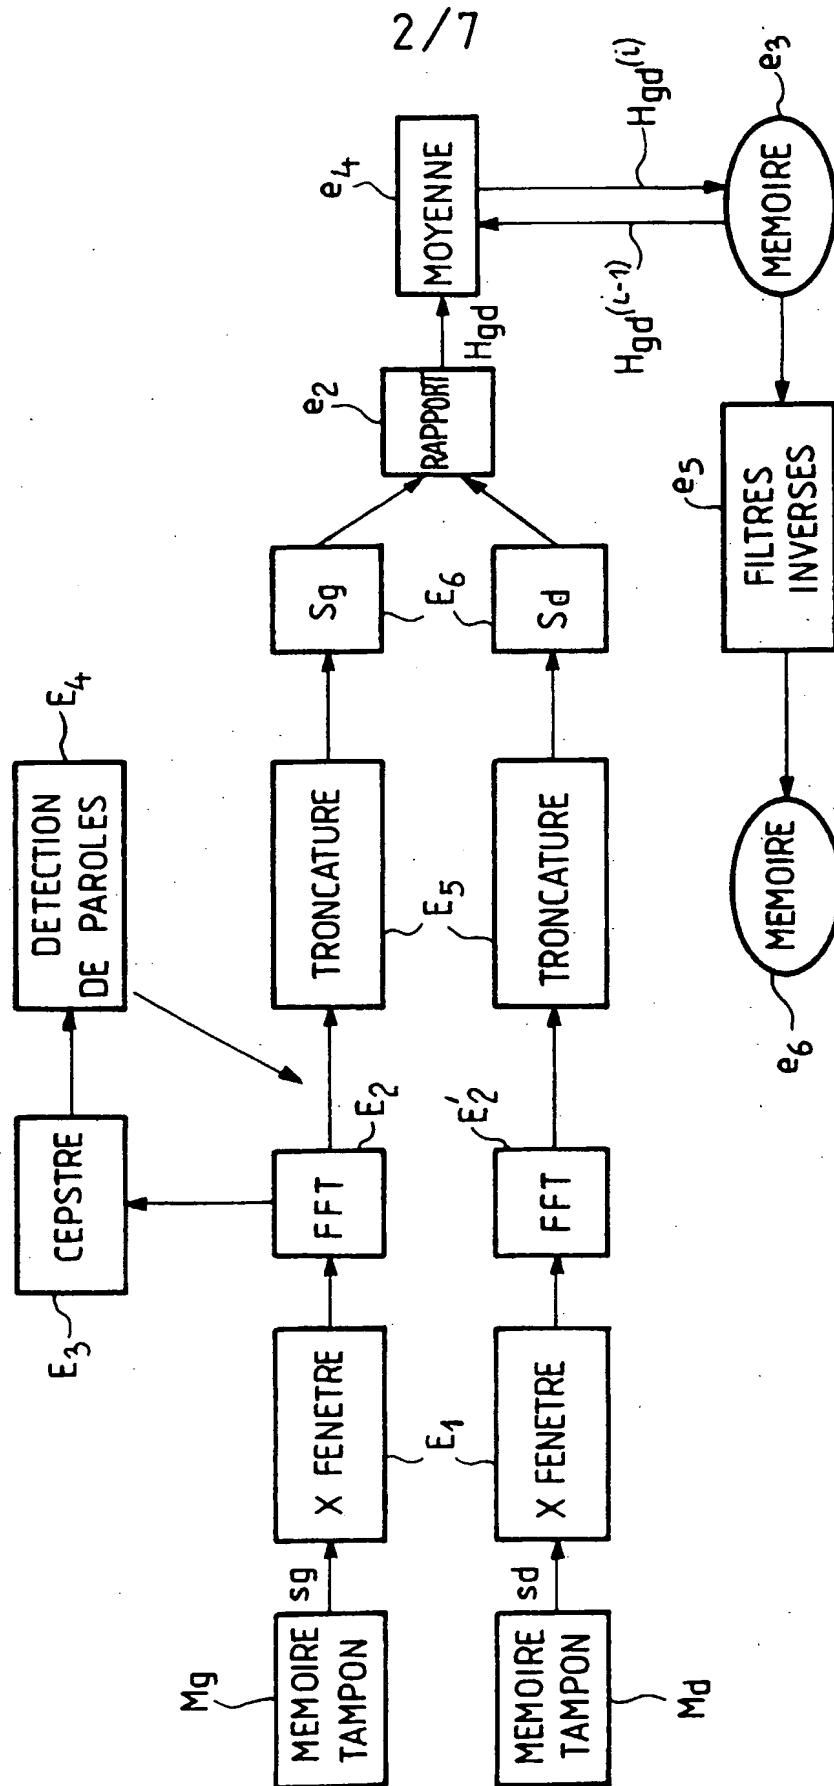 2/7
DETECTION
DE PAROLES
E4
CEPSTRE
E3
Mg
MEMOIRE
TAMPON
sg
X FENETRE
E1
FFT
E2
TRONCATURE
E5
Sg
E6
RAPPORT
e2
Hgd
MOYENNE
e4
Md
MEMOIRE
TAMPON
sd
X FENETRE
FFT
E'2
TRONCATURE
Sd
Hgd(i-1)
Hgd(i)
MEMOIRE
e3
FILTRES
INVERSES
e5
MEMOIRE
e6